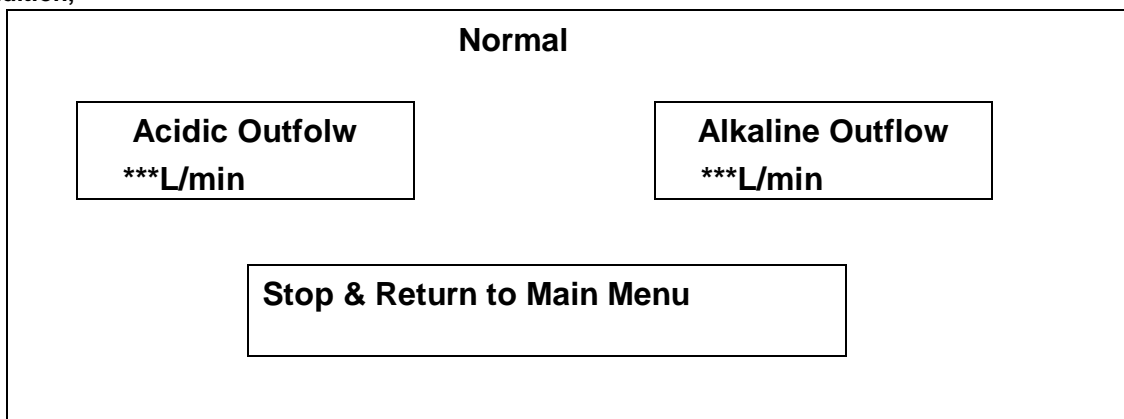 Normal
Acidic Outfolw
Alkaline Outflow
***L/min
***L/min
Stop & Return to Main Menu